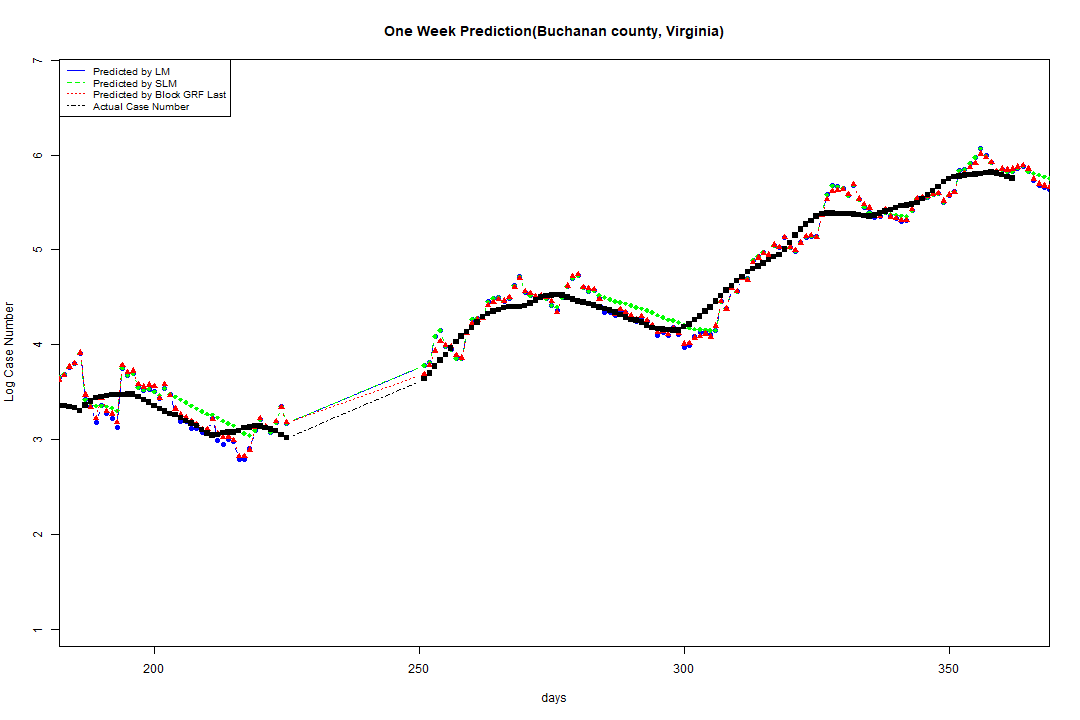 One Week Prediction(Buchanan county, Virginia)
Predicted by LM
Predicted by SLM
Predicted by Block GRF Last
Actual Case Number
7
6
5
4
3
2
1
Log Case Number
200 250 300 350
days